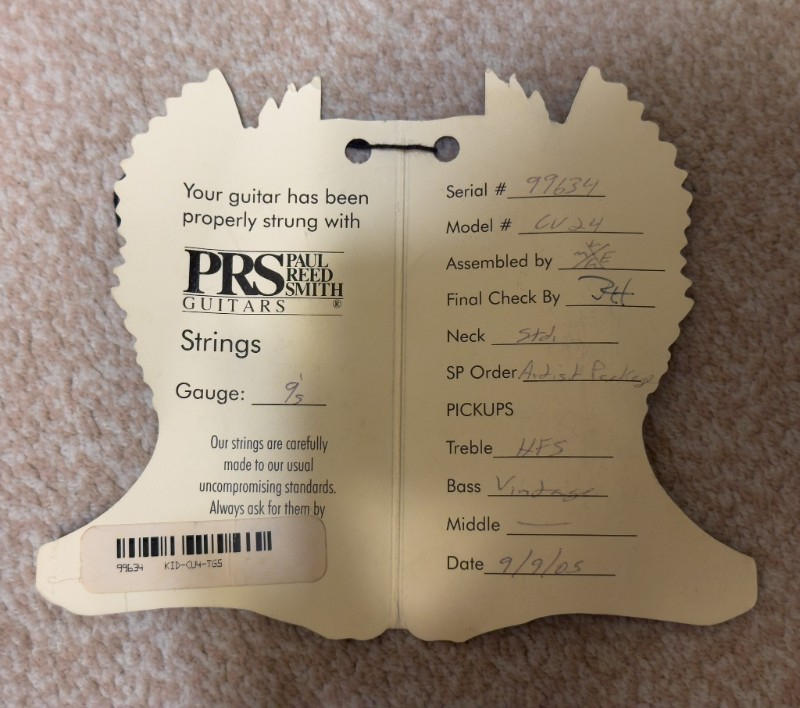 Your guitar has been
properly strung with
PRS PAUL
REED
SMITH
GUITARS ®
Strings
Gauge: 9's
Our strings are carefully
made to our usual
uncompromising standards.
Always ask for them by
99634 KID-CU4-TGS
Serial # 99634
Model # CU24
Assembled by
Final Check By
Neck Std.
SP Order Artist Package
PICKUPS
Treble HFS
Bass Vintage
Middle —
Date 9/9/05